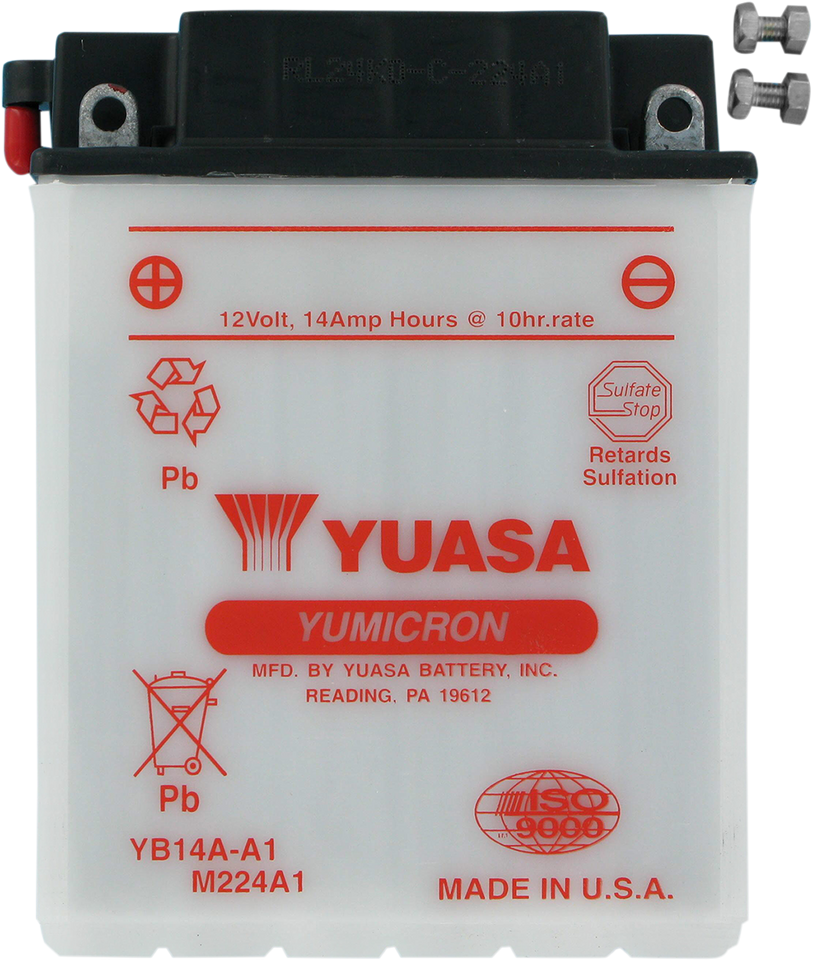 12Volt, 14Amp Hours @ 10hr.rate
Sulfate
Stop
Retards
Sulfation
Pb
YUASA
YUMICRON
MFD. BY YUASA BATTERY, INC.
READING, PA 19612
Pb
ISO
9000
YB14A-A1
M224A1
MADE IN U.S.A.